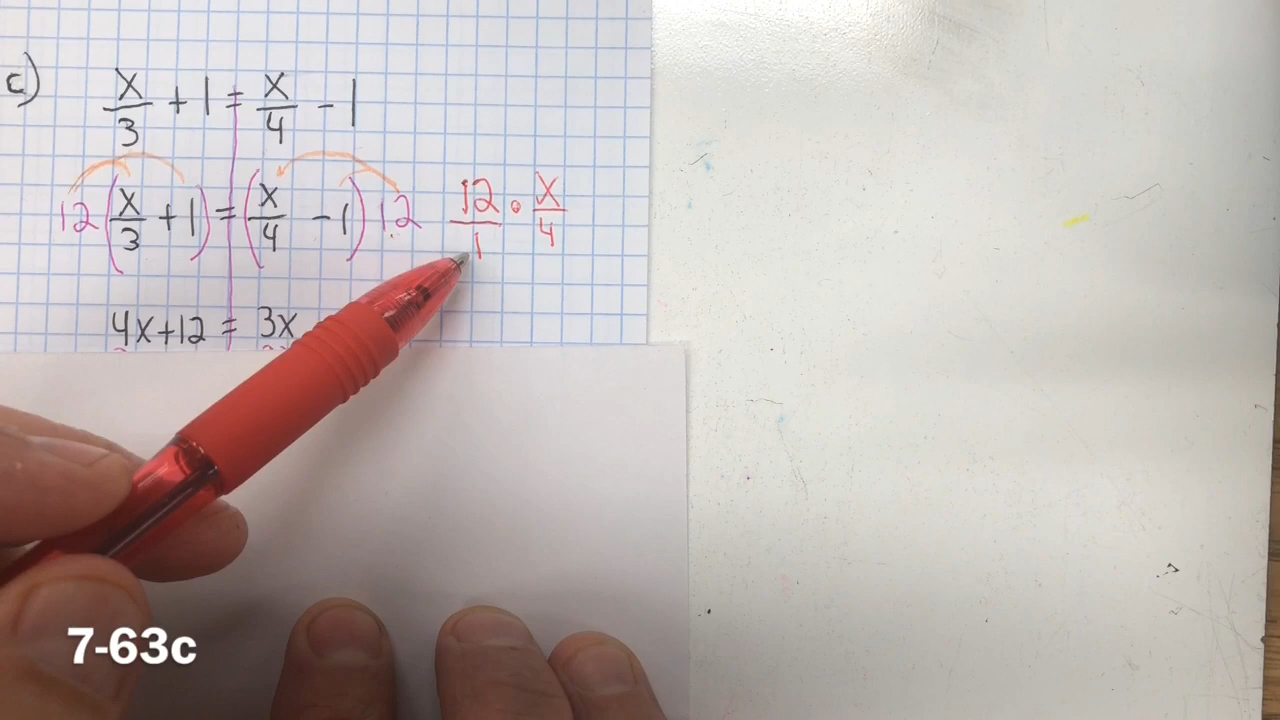 c) x/3 + 1 = x/4 - 1
12(x/3 + 1) = (x/4 - 1)12 12/1 • x/4
4x+12 = 3x
7-63c